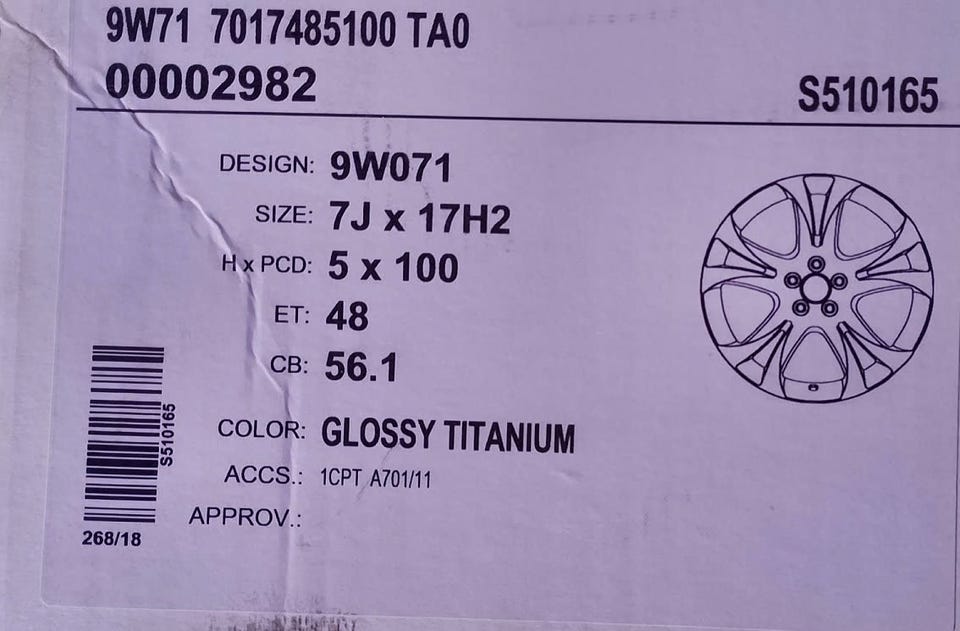 9W71 7017485100 TA0
00002982
S510165
DESIGN: 9W071
SIZE: 7J x 17H2
H x PCD: 5 x 100
ET: 48
CB: 56.1
COLOR: GLOSSY TITANIUM
ACCS.: 1CPT A701/11
APPROV.:
S510165
268/18